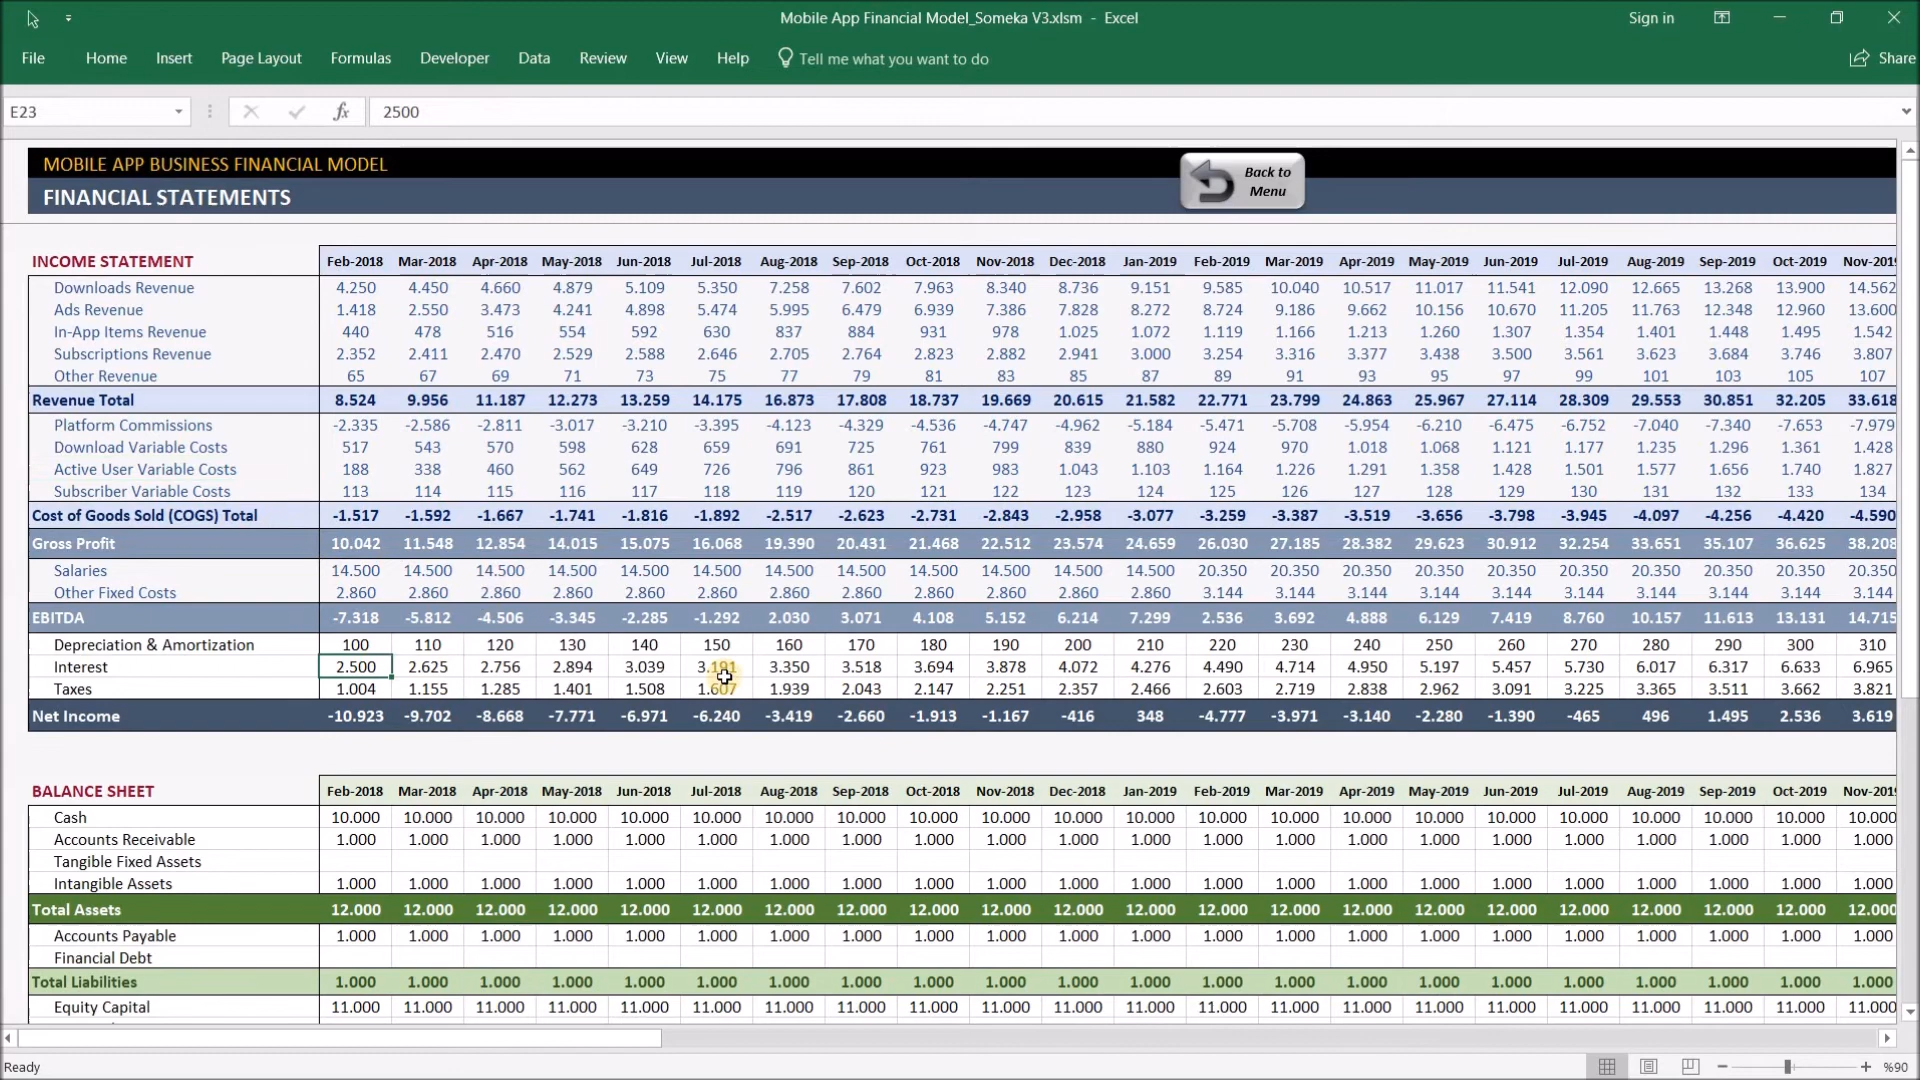 Mobile App Financial Model_Someka V3.xlsm - Excel
Sign in
File Home Insert Page Layout Formulas Developer Data Review View Help Tell me what you want to do Share
E23 fx 2500
MOBILE APP BUSINESS FINANCIAL MODEL
FINANCIAL STATEMENTS
Back to
Menu
INCOME STATEMENT Feb-2018 Mar-2018 Apr-2018 May-2018 Jun-2018 Jul-2018 Aug-2018 Sep-2018 Oct-2018 Nov-2018 Dec-2018 Jan-2019 Feb-2019 Mar-2019 Apr-2019 May-2019 Jun-2019 Jul-2019 Aug-2019 Sep-2019 Oct-2019 Nov-2019
Downloads Revenue 4.250 4.450 4.660 4.879 5.109 5.350 7.258 7.602 7.963 8.340 8.736 9.151 9.585 10.040 10.517 11.017 11.541 12.090 12.665 13.268 13.900 14.562
Ads Revenue 1.418 2.550 3.473 4.241 4.898 5.474 5.995 6.479 6.939 7.386 7.828 8.272 8.724 9.186 9.662 10.156 10.670 11.205 11.763 12.348 12.960 13.600
In-App Items Revenue 440 478 516 554 592 630 837 884 931 978 1.025 1.072 1.119 1.166 1.213 1.260 1.307 1.354 1.401 1.448 1.495 1.542
Subscriptions Revenue 2.352 2.411 2.470 2.529 2.588 2.646 2.705 2.764 2.823 2.882 2.941 3.000 3.254 3.316 3.377 3.438 3.500 3.561 3.623 3.684 3.746 3.807
Other Revenue 65 67 69 71 73 75 77 79 81 83 85 87 89 91 93 95 97 99 101 103 105 107
Revenue Total 8.524 9.956 11.187 12.273 13.259 14.175 16.873 17.808 18.737 19.669 20.615 21.582 22.771 23.799 24.863 25.967 27.114 28.309 29.553 30.851 32.205 33.618
Platform Commissions -2.335 -2.586 -2.811 -3.017 -3.210 -3.395 -4.123 -4.329 -4.536 -4.747 -4.962 -5.184 -5.471 -5.708 -5.954 -6.210 -6.475 -6.752 -7.040 -7.340 -7.653 -7.979
Download Variable Costs 517 543 570 598 628 659 691 725 761 799 839 880 924 970 1.018 1.068 1.121 1.177 1.235 1.296 1.361 1.428
Active User Variable Costs 188 338 460 562 649 726 796 861 923 983 1.043 1.103 1.164 1.226 1.291 1.358 1.428 1.501 1.577 1.656 1.740 1.827
Subscriber Variable Costs 113 114 115 116 117 118 119 120 121 122 123 124 125 126 127 128 129 130 131 132 133 134
Cost of Goods Sold (COGS) Total -1.517 -1.592 -1.667 -1.741 -1.816 -1.892 -2.517 -2.623 -2.731 -2.843 -2.958 -3.077 -3.259 -3.387 -3.519 -3.656 -3.798 -3.945 -4.097 -4.256 -4.420 -4.590
Gross Profit 10.042 11.548 12.854 14.015 15.075 16.068 19.390 20.431 21.468 22.512 23.574 24.659 26.030 27.185 28.382 29.623 30.912 32.254 33.651 35.107 36.625 38.208
Salaries 14.500 14.500 14.500 14.500 14.500 14.500 14.500 14.500 14.500 14.500 14.500 14.500 20.350 20.350 20.350 20.350 20.350 20.350 20.350 20.350 20.350 20.350
Other Fixed Costs 2.860 2.860 2.860 2.860 2.860 2.860 2.860 2.860 2.860 2.860 2.860 2.860 3.144 3.144 3.144 3.144 3.144 3.144 3.144 3.144 3.144 3.144
EBITDA -7.318 -5.812 -4.506 -3.345 -2.285 -1.292 2.030 3.071 4.108 5.152 6.214 7.299 2.536 3.692 4.888 6.129 7.419 8.760 10.157 11.613 13.131 14.715
Depreciation & Amortization 100 110 120 130 140 150 160 170 180 190 200 210 220 230 240 250 260 270 280 290 300 310
Interest 2.500 2.625 2.756 2.894 3.039 3.191 3.350 3.518 3.694 3.878 4.072 4.276 4.490 4.714 4.950 5.197 5.457 5.730 6.017 6.317 6.633 6.965
Taxes 1.004 1.155 1.285 1.401 1.508 1.607 1.939 2.043 2.147 2.251 2.357 2.466 2.603 2.719 2.838 2.962 3.091 3.225 3.365 3.511 3.662 3.821
Net Income -10.923 -9.702 -8.668 -7.771 -6.971 -6.240 -3.419 -2.660 -1.913 -1.167 -416 348 -4.777 -3.971 -3.140 -2.280 -1.390 -465 496 1.495 2.536 3.619
BALANCE SHEET Feb-2018 Mar-2018 Apr-2018 May-2018 Jun-2018 Jul-2018 Aug-2018 Sep-2018 Oct-2018 Nov-2018 Dec-2018 Jan-2019 Feb-2019 Mar-2019 Apr-2019 May-2019 Jun-2019 Jul-2019 Aug-2019 Sep-2019 Oct-2019 Nov-2019
Cash 10.000 10.000 10.000 10.000 10.000 10.000 10.000 10.000 10.000 10.000 10.000 10.000 10.000 10.000 10.000 10.000 10.000 10.000 10.000 10.000 10.000 10.000
Accounts Receivable 1.000 1.000 1.000 1.000 1.000 1.000 1.000 1.000 1.000 1.000 1.000 1.000 1.000 1.000 1.000 1.000 1.000 1.000 1.000 1.000 1.000 1.000
Tangible Fixed Assets
Intangible Assets 1.000 1.000 1.000 1.000 1.000 1.000 1.000 1.000 1.000 1.000 1.000 1.000 1.000 1.000 1.000 1.000 1.000 1.000 1.000 1.000 1.000 1.000
Total Assets 12.000 12.000 12.000 12.000 12.000 12.000 12.000 12.000 12.000 12.000 12.000 12.000 12.000 12.000 12.000 12.000 12.000 12.000 12.000 12.000 12.000 12.000
Accounts Payable 1.000 1.000 1.000 1.000 1.000 1.000 1.000 1.000 1.000 1.000 1.000 1.000 1.000 1.000 1.000 1.000 1.000 1.000 1.000 1.000 1.000 1.000
Financial Debt
Total Liabilities 1.000 1.000 1.000 1.000 1.000 1.000 1.000 1.000 1.000 1.000 1.000 1.000 1.000 1.000 1.000 1.000 1.000 1.000 1.000 1.000 1.000 1.000
Equity Capital 11.000 11.000 11.000 11.000 11.000 11.000 11.000 11.000 11.000 11.000 11.000 11.000 11.000 11.000 11.000 11.000 11.000 11.000 11.000 11.000 11.000 11.000
Ready %90